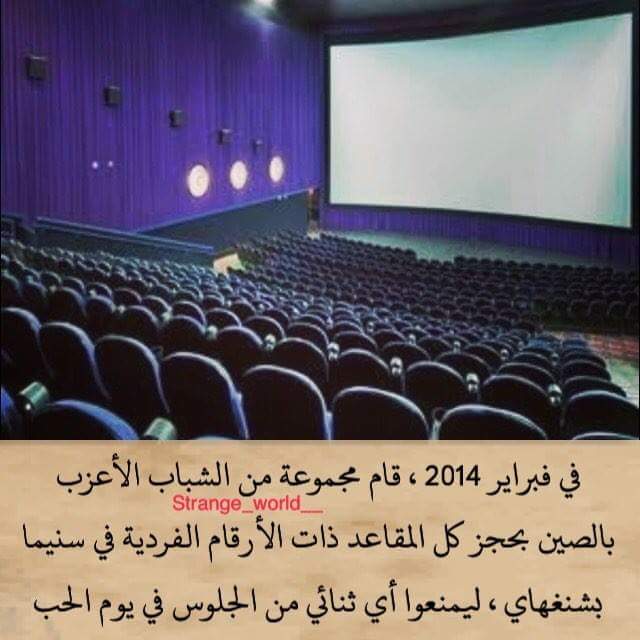 في فبراير 2014 ، قام مجموعة من الشباب الأعزب
Strange_world__
بالصين بحجز كل المقاعد ذات الأرقام الفردية في سنيما
بشنغهاي ، ليمنعوا أي ثنائي من الجلوس في يوم الحب